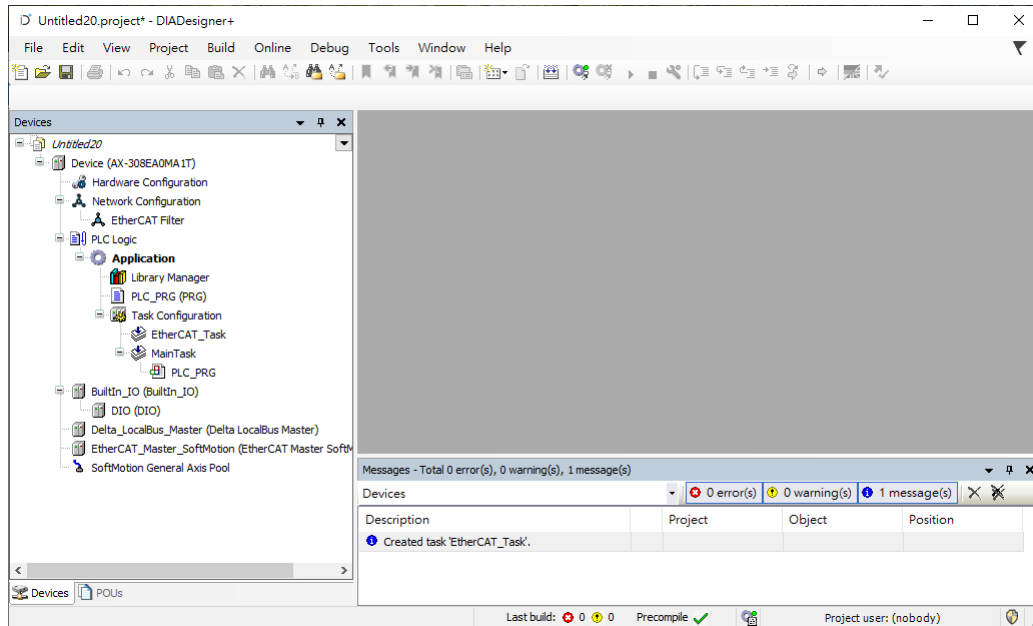 Untitled20.project* - DIADesigner+
File Edit View Project Build Online Debug Tools Window Help
Devices
Untitled20
Device (AX-308EA0MA1T)
Hardware Configuration
Network Configuration
EtherCAT Filter
PLC Logic
Application
Library Manager
PLC_PRG (PRG)
Task Configuration
EtherCAT_Task
MainTask
PLC_PRG
BuiltIn_IO (BuiltIn_IO)
DIO (DIO)
Delta_LocalBus_Master (Delta LocalBus Master)
EtherCAT_Master_SoftMotion (EtherCAT Master SoftM
SoftMotion General Axis Pool
Devices POUs
Messages - Total 0 error(s), 0 warning(s), 1 message(s)
Devices 0 error(s) 0 warning(s) 1 message(s)
Description Project Object Position
Created task 'EtherCAT_Task'.
Last build: 0 0 Precompile Project user: (nobody)